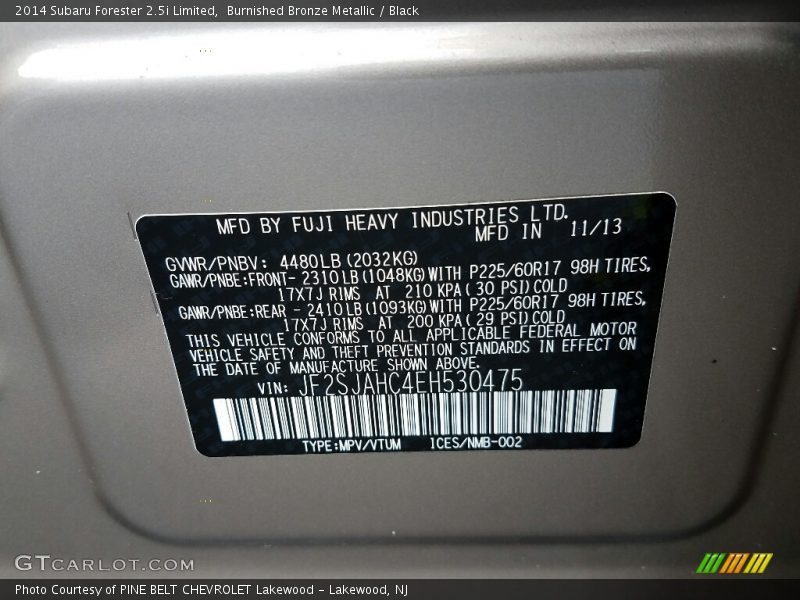 2014 Subaru Forester 2.5i Limited,  Burnished Bronze Metallic / Black
MFD BY FUJI HEAVY INDUSTRIES LTD.
MFD IN 11/13
GVWR/PNBV: 4480LB(2032KG)
GAWR/PNBE:FRONT- 2310LB(1048KG)WITH P225/60R17 98H TIRES,
17X7J RIMS AT 210 KPA( 30 PSI)COLD
GAWR/PNBE:REAR - 2410LB(1093KG)WITH P225/60R17 98H TIRES,
17X7J RIMS AT 200 KPA( 29 PSI)COLD
THIS VEHICLE CONFORMS TO ALL APPLICABLE FEDERAL MOTOR
VEHICLE SAFETY AND THEFT PREVENTION STANDARDS IN EFFECT ON
THE DATE OF MANUFACTURE SHOWN ABOVE.
VIN: JF2SJAHC4EH530475
TYPE:MPV/VTUM ICES/NMB-002
GTCARLOT.COM
Photo Courtesy of PINE BELT CHEVROLET Lakewood - Lakewood, NJ